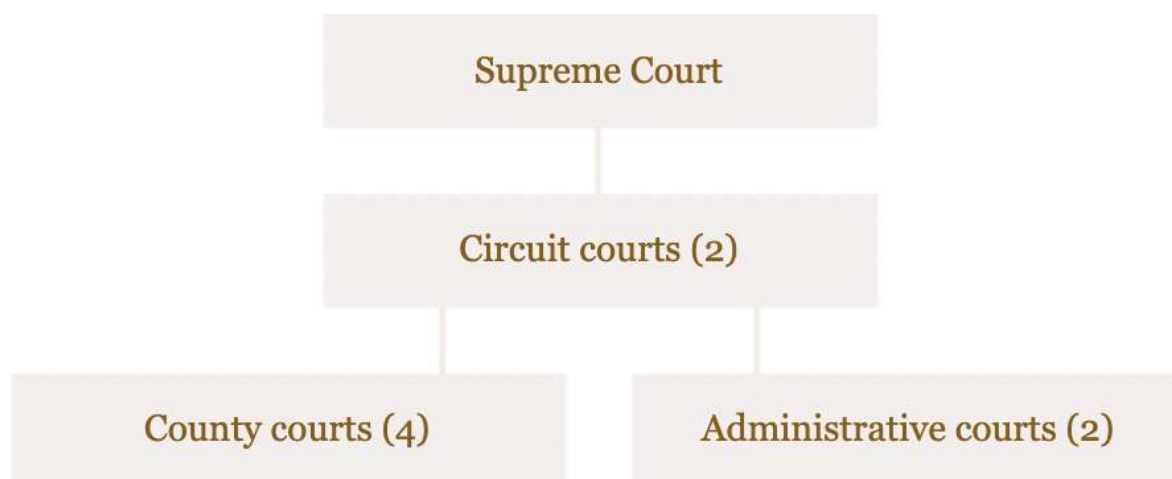 Supreme Court
Circuit courts (2)
County courts (4)
Administrative courts (2)